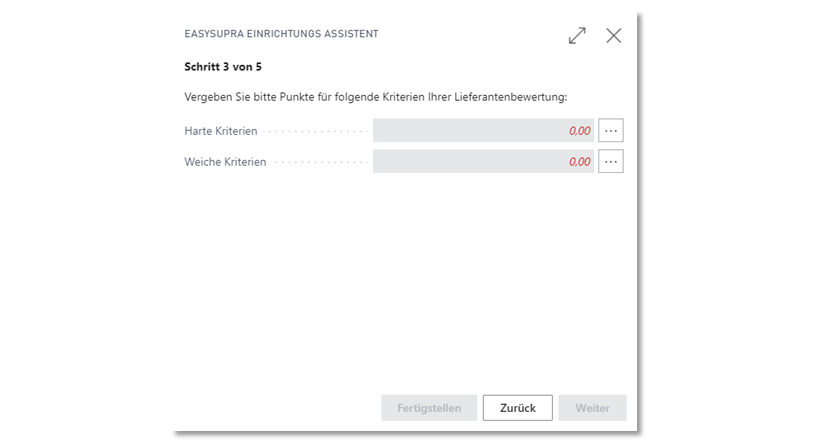 EASYSUPRA EINRICHTUNGS ASSISTENT
Schritt 3 von 5
Vergeben Sie bitte Punkte für folgende Kriterien Ihrer Lieferantenbewertung:
Harte Kriterien 0,00 ...
Weiche Kriterien 0,00 ...
Fertigstellen Zurück Weiter